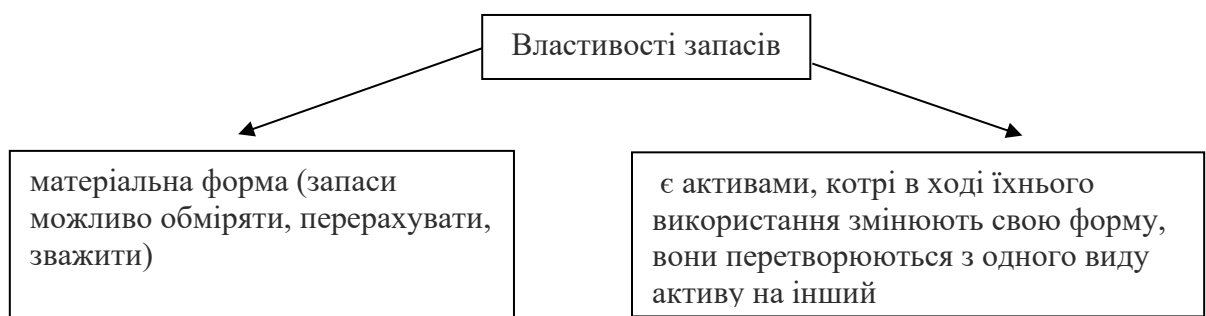 Властивості запасів
матеріальна форма (запаси
можливо обміряти, перерахувати,
зважити)
є активами, котрі в ході їхнього
використання змінюють свою форму,
вони перетворюються з одного виду
активу на інший